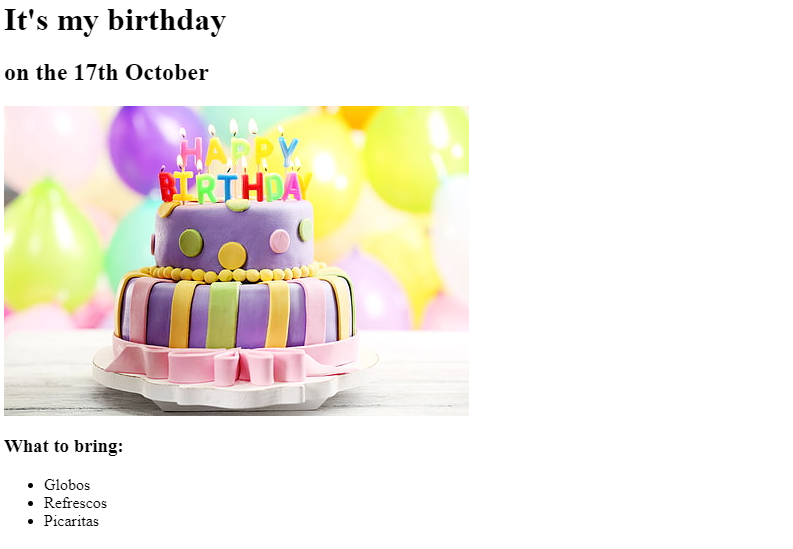 It's my birthday
on the 17th October
HAPPY
BIRTHDAY
What to bring:
Globos
Refrescos
Picaritas